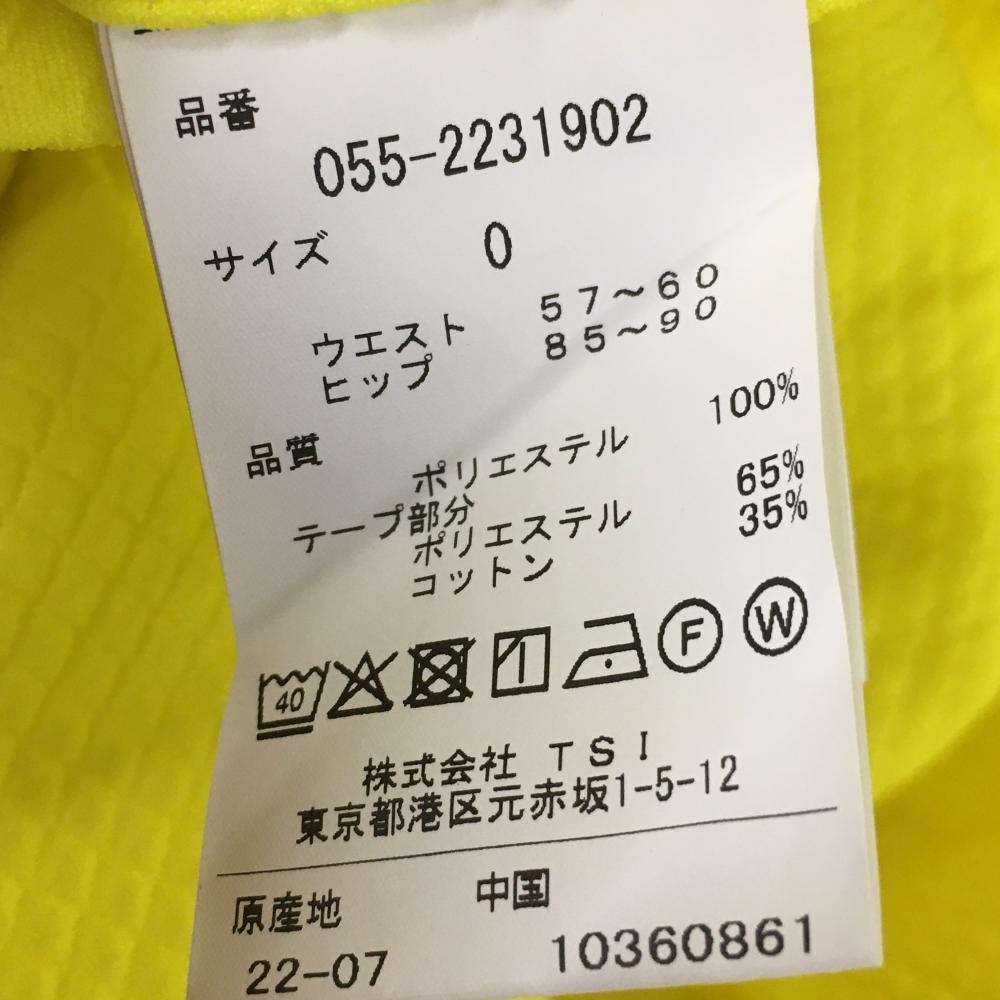 品番
055-2231902
サイズ 0
ウエスト 57～60
ヒップ 85～90
品質
ポリエステル 100%
テープ部分
ポリエステル 65%
コットン 35%
40 F W
株式会社 TSI
東京都港区元赤坂1-5-12
原産地 中国
22-07 10360861